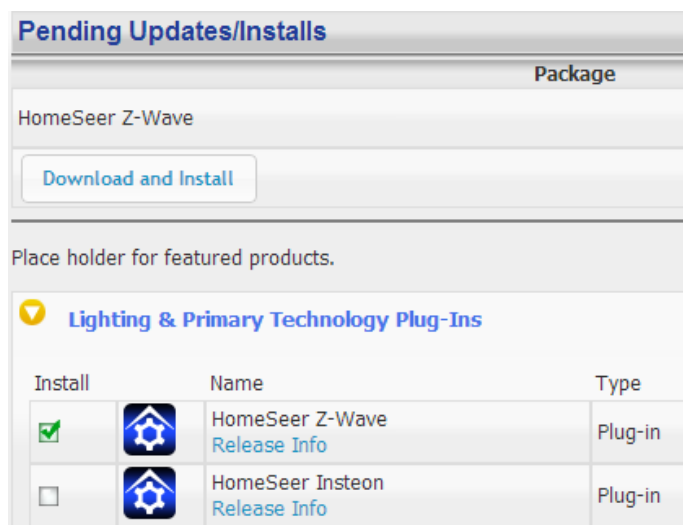 Pending Updates/Installs
Package
HomeSeer Z-Wave
Download and Install
Place holder for featured products.
Lighting & Primary Technology Plug-Ins
Install Name Type
HomeSeer Z-Wave
Release Info
Plug-in
HomeSeer Insteon
Release Info
Plug-in